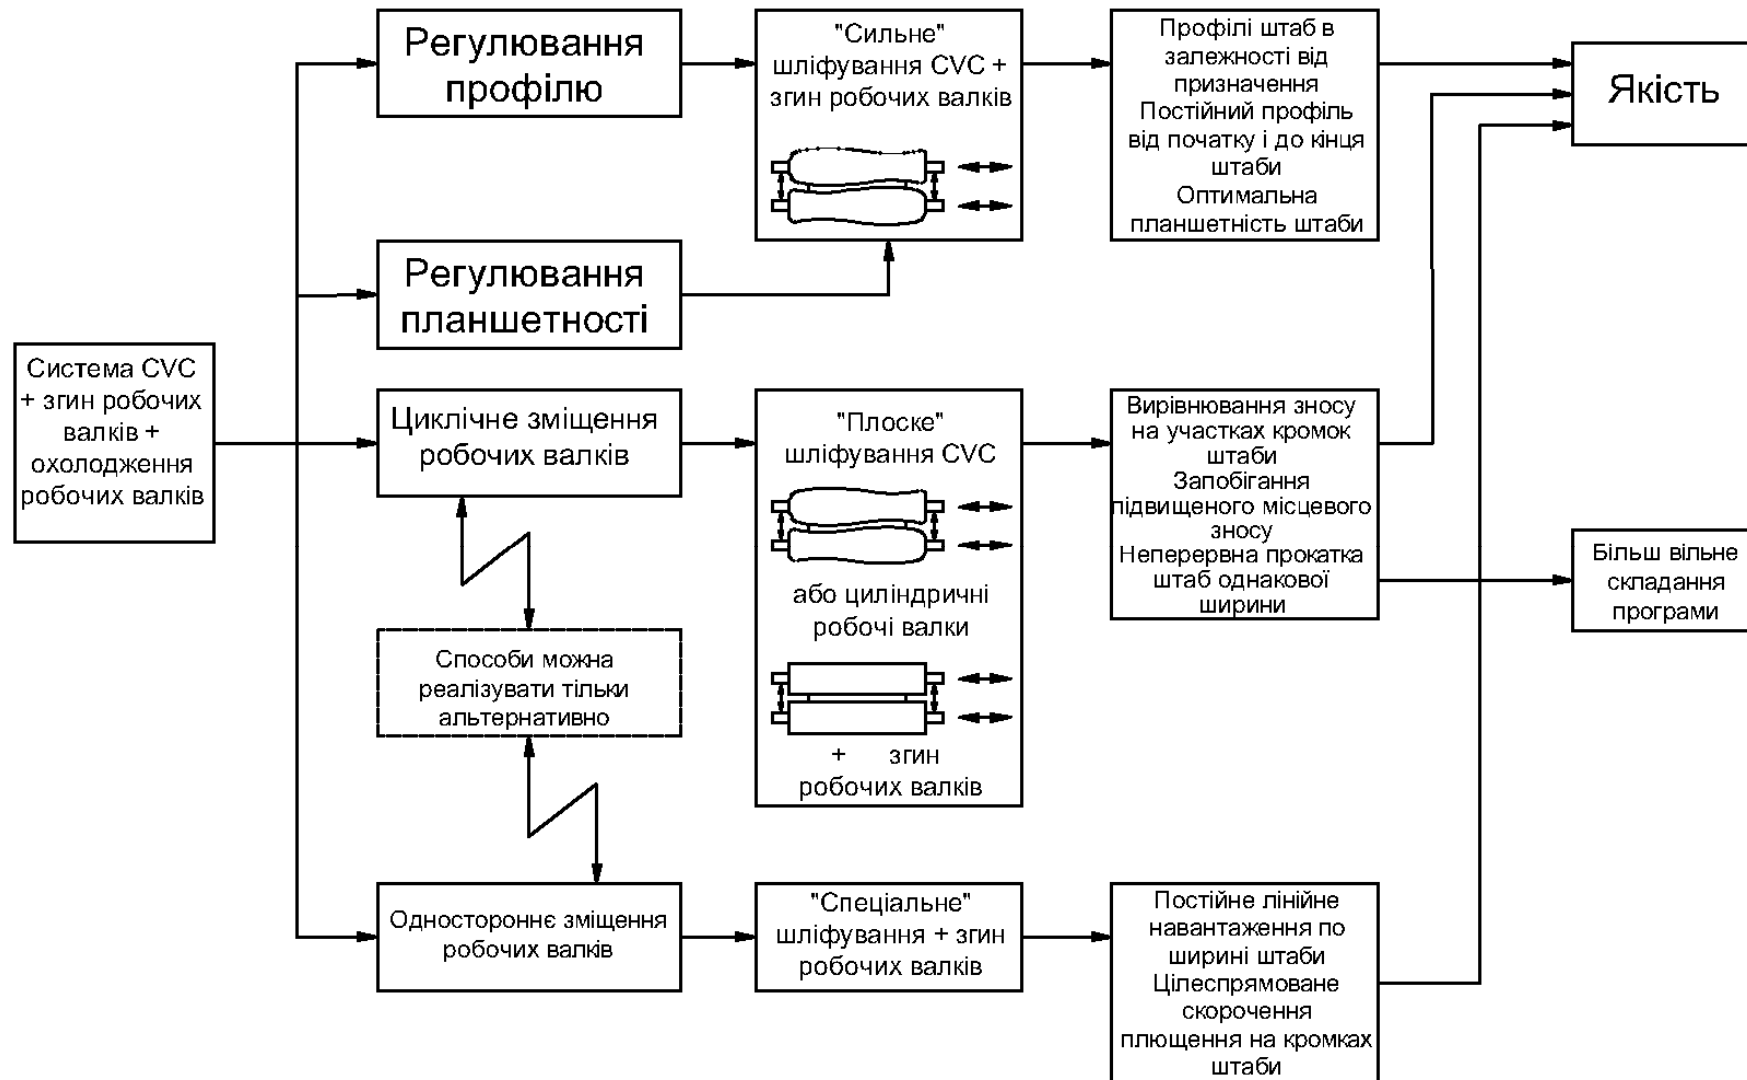 Система CVC
+ згин робочих
валків +
охолодження
робочих валків
Регулювання
профілю
Регулювання
планшетності
Циклічне зміщення
робочих валків
Способи можна
реалізувати тільки
альтернативно
Одностороннє зміщення
робочих валків
"Сильне"
шліфування CVC +
згин робочих валків
"Плоске"
шліфування CVC
або циліндричні
робочі валки
+ згин
робочих валків
"Спеціальне"
шліфування + згин
робочих валків
Профілі штаб в
залежності від
призначення
Постійний профіль
від початку і до кінця
штаби
Оптимальна
планшетність штаби
Вирівнювання зносу
на участках кромок
штаби
Запобігання
підвищеного місцевого
зносу
Неперервна прокатка
штаб однакової
ширини
Постійне лінійне
навантаження по
ширині штаби
Цілеспрямоване
скорочення
плющення на кромках
штаби
Якість
Більш вільне
складання
програми